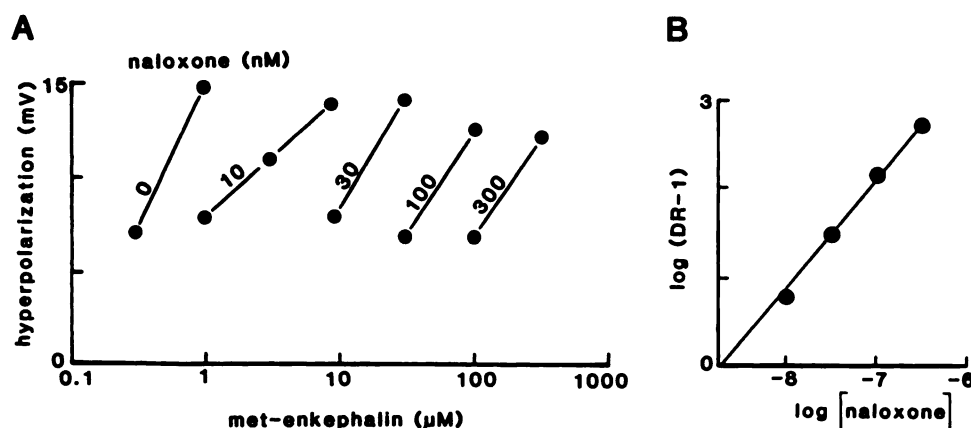 A
naloxone (nM)
15
hyperpolarization (mV)
0
10
30
100
300
0
0.1
1
10
100
1000
met-enkephalin (µM)
B
3
log (DR-1)
0
-8
-7
-6
log [naloxone]